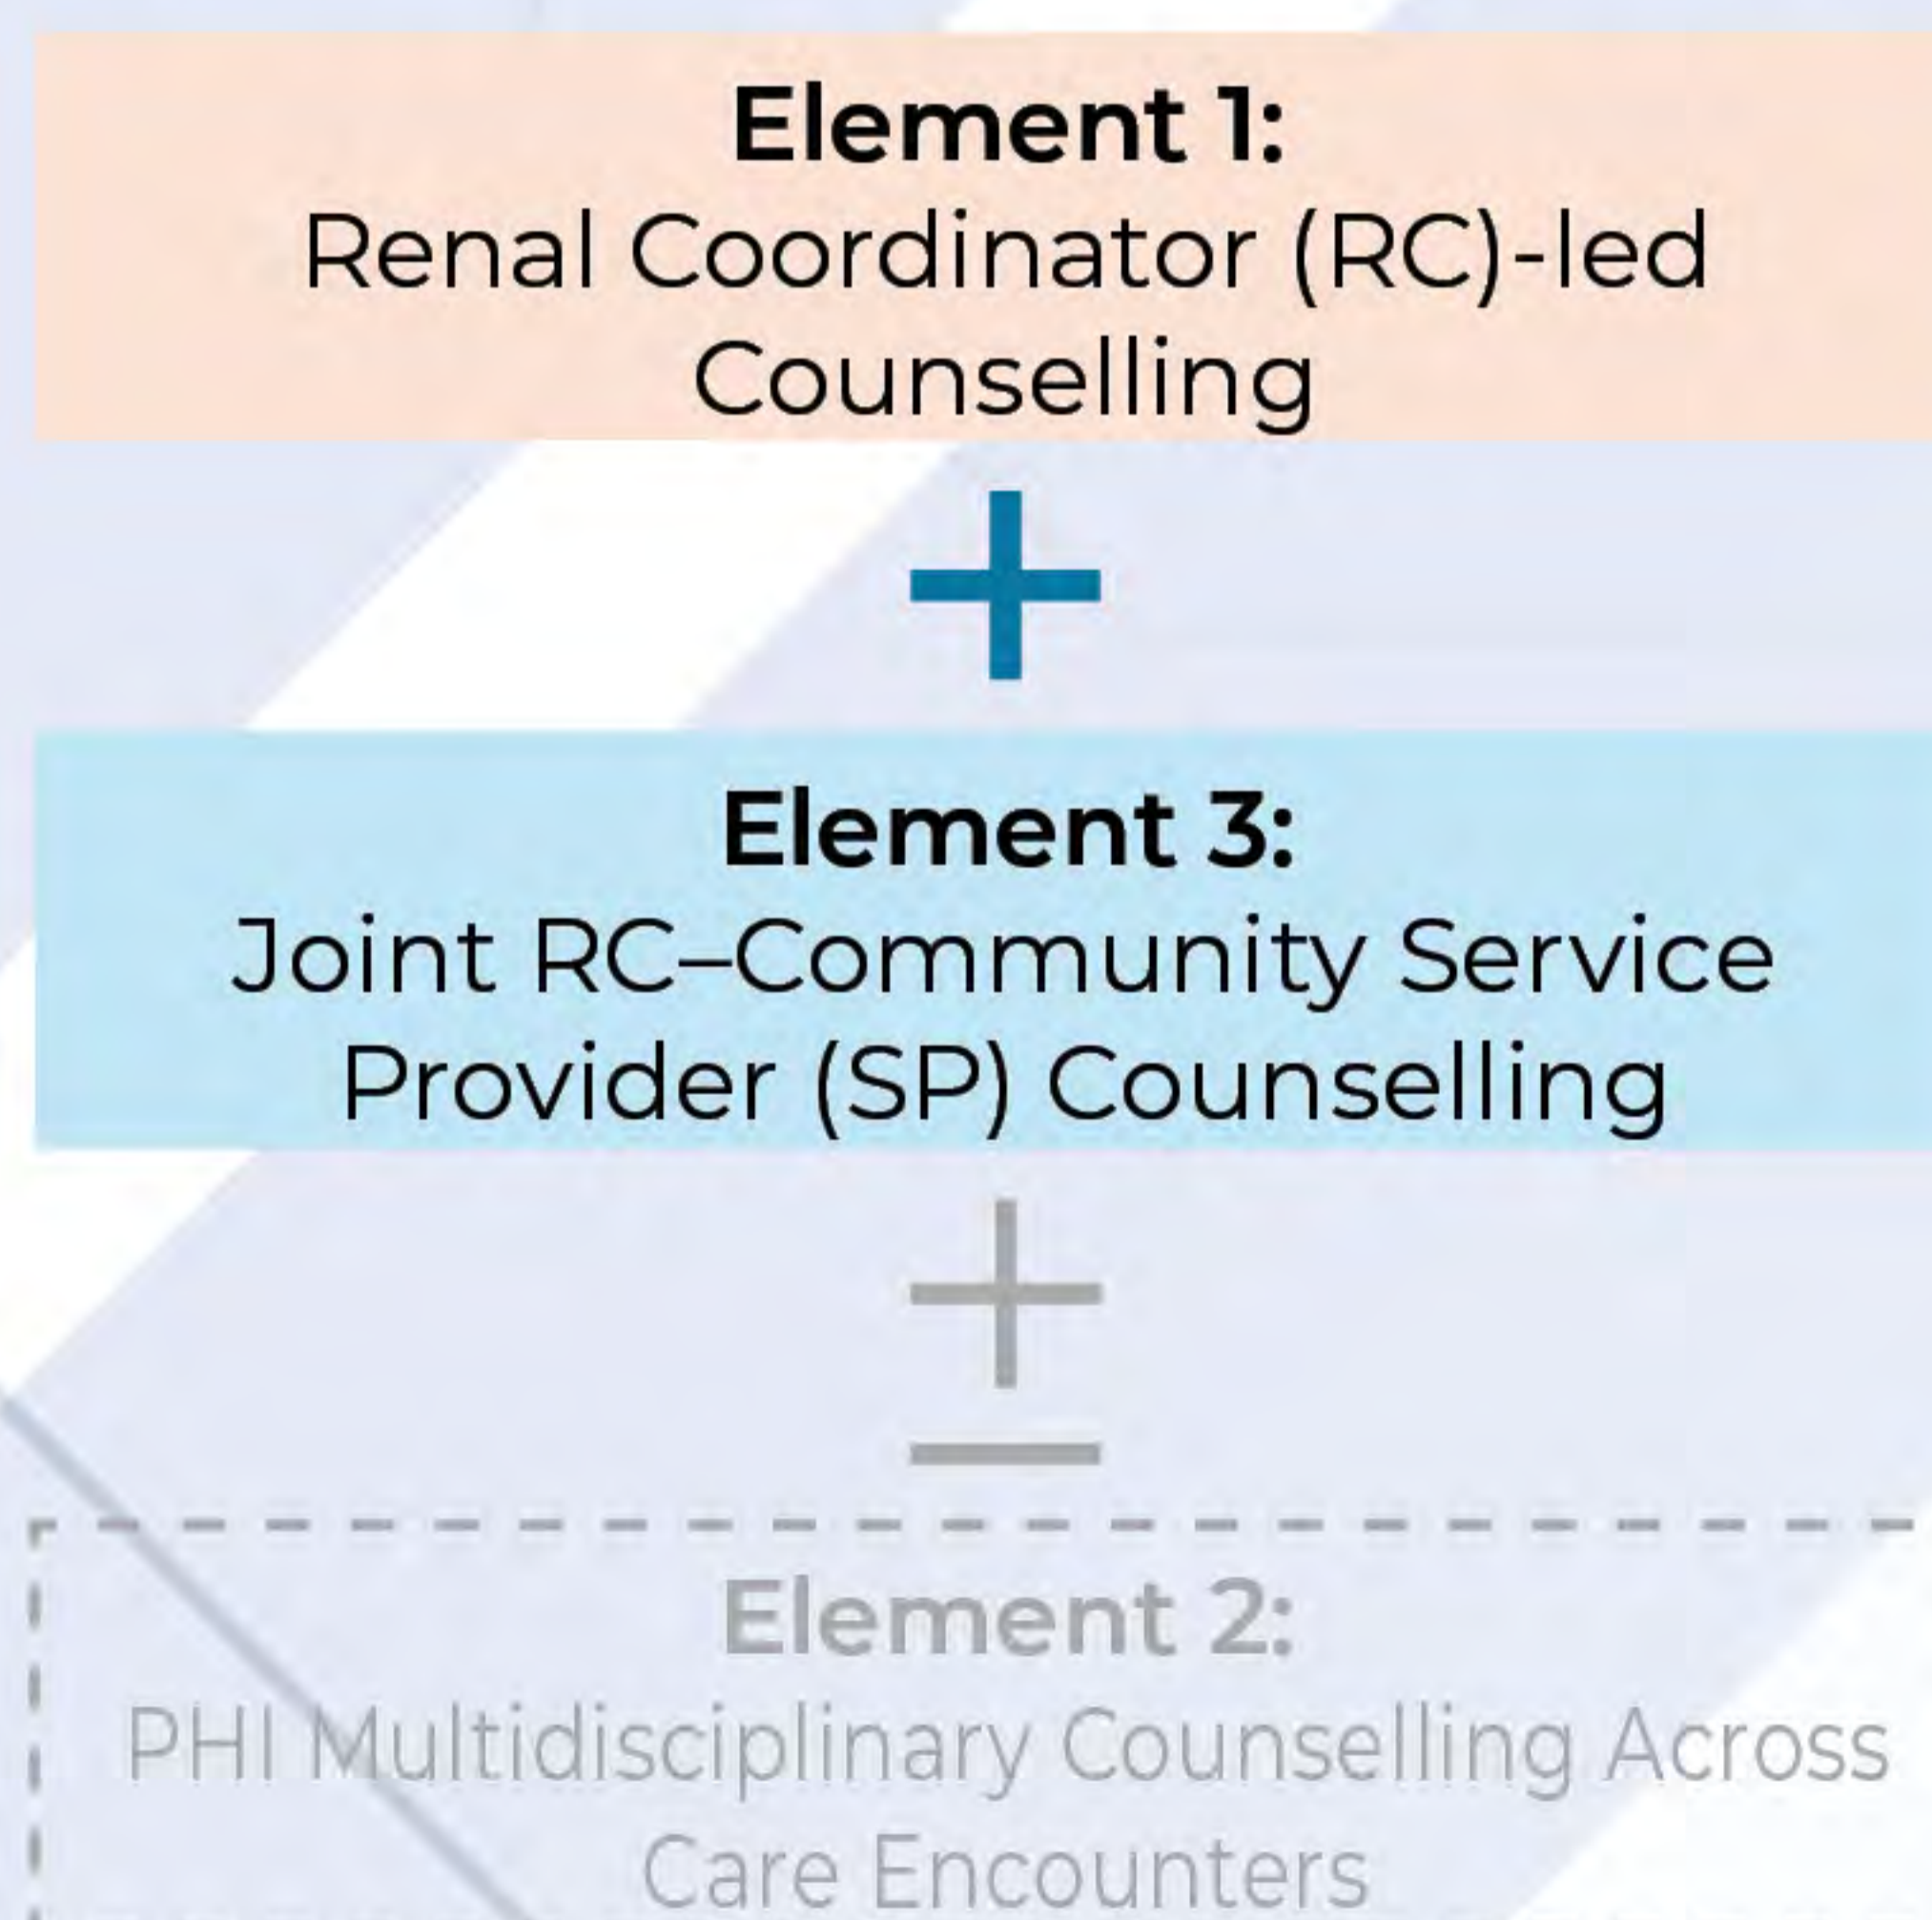 Element 1:
Renal Coordinator (RC)-led
Counselling
+
Element 3:
Joint RC–Community Service
Provider (SP) Counselling
+
–
Element 2:
PHI Multidisciplinary Counselling Across
Care Encounters